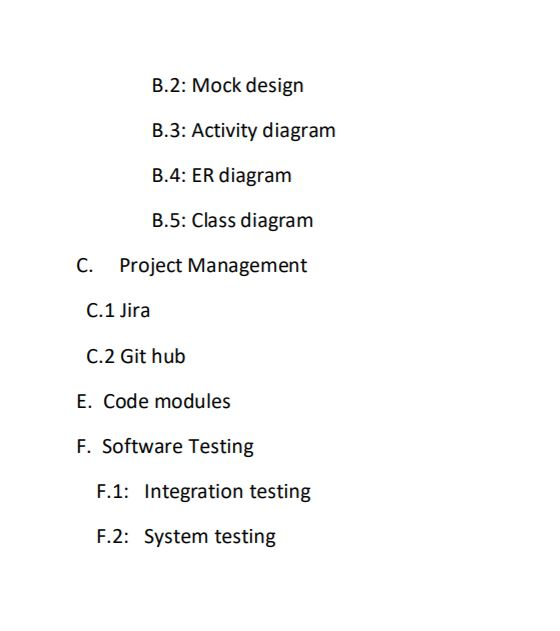 B.2: Mock design
B.3: Activity diagram
B.4: ER diagram
B.5: Class diagram
C. Project Management
C.1 Jira
C.2 Git hub
E. Code modules
F. Software Testing
F.1: Integration testing
F.2: System testing